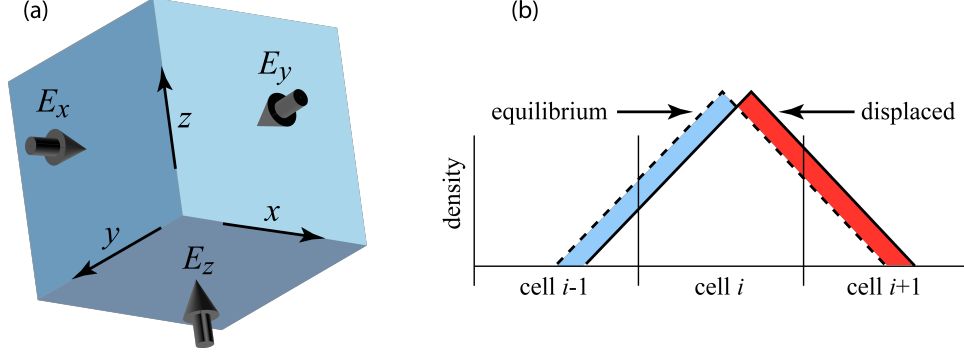 (a)
E_x
E_y
z
x
y
E_z
(b)
equilibrium
displaced
density
cell i-1
cell i
cell i+1